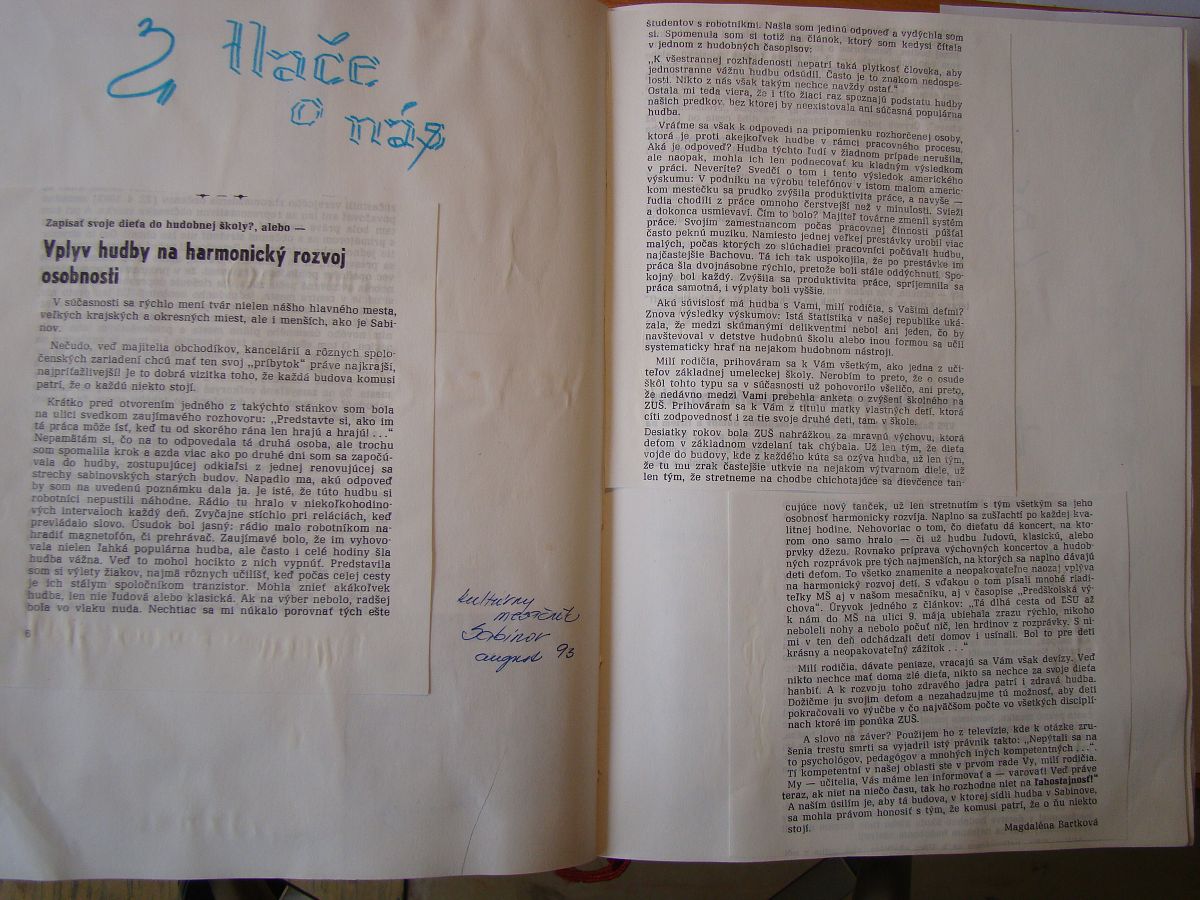 Z tlače
o nás
Zapísať svoje dieťa do hudobnej školy?, alebo —
Vplyv hudby na harmonický rozvoj
osobnosti
V súčasnosti sa rýchlo mení tvár nielen nášho hlavného mesta,
veľkých krajských a okresných miest, ale i menších, ako je Sabi-
nov.
Nečudo, veď majitelia obchodíkov, kancelárií a rôznych spolo-
čenských zariadení chcú mať ten svoj „príbytok" práve najkrajší,
najpríťažlivejší! Je to dobrá vizitka toho, že každá budova komusi
patrí, že o každú niekto stojí.
Krátko pred otvorením jedného z takýchto stánkov som bola
na ulici svedkom zaujímavého rozhovoru: „Predstavte si, ako im
tá práca môže ísť, keď tu od skorého rána len hrajú a hrajú! . . ."
Nepamätám si, čo na to odpovedala tá druhá osoba, ale trochu
som spomalila krok a azda viac ako po druhé dni som sa započú-
vala do hudby, zostupujúcej odkiaľsi z jednej renovujúcej sa
strechy sabinovských starých budov. Napadlo ma, akú odpoveď
by som na uvedenú poznámku dala ja. Je isté, že túto hudbu si
robotníci nepustili náhodne. Rádio tu hralo v niekoľkohodino-
vých intervaloch každý deň. Zvyčajne stíchlo pri reláciách, keď
prevládalo slovo. Úsudok bol jasný: rádio malo robotníkom na-
hradiť magnetofón, či prehrávač. Zaujímavé bolo, že im vyhovo-
vala nielen ľahká populárna hudba, ale často i celé hodiny šla
hudba vážna. Veď to mohol hocikto z nich vypnúť. Predstavila
som si výlety žiakov, najmä rôznych učilíšť, keď počas celej cesty
je ich stálym spoločníkom tranzistor. Mohla znieť akákoľvek
hudba, len nie ľudová alebo klasická. Ak na výber nebolo, radšej
bola vo vlaku nuda. Nechtiac sa mi núkalo porovnať tých ešte
6
kultúrny
mesačník
Sabinov
august 93
študentov s robotníkmi. Našla som jedinú odpoveď a vydýchla som
si. Spomenula som si totiž na článok, ktorý som kedysi čítala
v jednom z hudobných časopisov:
„K všestrannej rozhľadenosti nepatrí taká plytkosť človeka, aby
jednostranne vážnu hudbu odsúdil. Často je to znakom nedospe-
losti. Nikto z nás však takým nechce navždy ostať."
Ostala mi teda viera, že i títo žiaci raz spoznajú podstatu hudby
našich predkov, bez ktorej by neexistovala ani súčasná populárna
hudba.
Vráťme sa však k odpovedi na pripomienku rozhorčenej osoby,
ktorá je proti akejkoľvek hudbe v rámci pracovného procesu.
Aká je odpoveď? Hudba týchto ľudí v žiadnom prípade nerušila,
ale naopak, mohla ich len podnecovať ku kladným výsledkom
v práci. Neveríte? Svedčí o tom i tento výsledok amerického
výskumu: V podniku na výrobu telefónov v istom malom americ-
kom mestečku sa prudko zvýšila produktivita práce, a navyše —
ľudia chodili z práce omnoho čerstvejší než v minulosti. Svieži
a dokonca usmievaví. Čím to bolo? Majiteľ továrne zmenil systém
práce. Svojim zamestnancom počas pracovnej činnosti púšťal
často peknú muziku. Namiesto jednej veľkej prestávky urobil viac
malých, počas ktorých zo slúchadiel pracovníci počúvali hudbu,
najčastejšie Bachovu. Tá ich tak uspokojila, že po prestávke im
práca šla dvojnásobne rýchlo, pretože boli stále oddýchnutí. Spo-
kojný bol každý. Zvýšila sa produktivita práce, spríjemnila sa
práca samotná, i výplaty boli vyššie.
Akú súvislosť má hudba s Vami, milí rodičia, s Vašimi deťmi?
Znova výsledky výskumov: Istá štatistika v našej republike uká-
zala, že medzi skúmanými delikventmi nebol ani jeden, čo by
navštevoval v detstve hudobnú školu alebo inou formou sa učil
systematicky hrať na nejakom hudobnom nástroji.
Milí rodičia, prihováram sa k Vám všetkým, ako jedna z uči-
teľov základnej umeleckej školy. Nerobím to preto, že o osude
škôl tohto typu sa v súčasnosti už pohovorilo všeličo, ani preto,
že nedávno medzi Vami prebehla anketa o zvýšení školného na
ZUŠ. Prihováram sa k Vám z titulu matky vlastných detí, ktorá
cíti zodpovednosť i za tie svoje druhé deti, tam, v škole.
Desiatky rokov bola ZUŠ náhražkou za mravnú výchovu, ktorá
deťom v základnom vzdelaní tak chýbala. Už len tým, že dieťa
vojde do budovy, kde z každého kúta sa ozýva hudba, už len tým,
že tu mu zrak častejšie utkvie na nejakom výtvarnom diele, už
len tým, že stretneme na chodbe chichotajúce sa dievčence tan-
cujúce nový tanček, už len stretnutím s tým všetkým sa jeho
osobnosť harmonicky rozvíja. Naplno sa zušľachtí po každej kva-
litnej hodine. Nehovoriac o tom, čo dieťaťu dá koncert, na kto-
rom ono samo hralo — či už hudbu ľudovú, klasickú, alebo
prvky džezu. Rovnako príprava výchovných koncertov a hudob-
ných rozprávok pre tých najmenších, na ktorých sa naplno dávajú
deti deťom. To všetko znamenite a neopakovateľne naozaj vplýva
na harmonický rozvoj detí. S vďakou o tom písali mnohé riadi-
teľky MŠ aj v našom mesačníku, aj v časopise „Predškolská vý-
chova". Úryvok jedného z článkov: „Tá dlhá cesta od ĽŠU až
k nám do MŠ na ulici 9. mája ubiehala zrazu rýchlo, nikoho
neboleli nohy a nebolo počuť nič, len hrdinov z rozprávky. S ni-
mi v ten deň odchádzali deti domov i usínali. Bol to pre deti
krásny a neopakovateľný zážitok . . ."
Milí rodičia, dávate peniaze, vracajú sa Vám však devízy. Veď
nikto nechce mať doma zlé dieťa, nikto sa nechce za svoje dieťa
hanbiť. A k rozvoju toho zdravého jadra patrí i zdravá hudba.
Dožičme ju svojim deťom a nezahadzujme tú možnosť, aby deti
pokračovali vo výučbe v čo najväčšom počte vo všetkých disciplí-
nach ktoré im ponúka ZUŠ.
A slovo na záver? Použijem ho z televízie, kde k otázke zru-
šenia trestu smrti sa vyjadril istý právnik takto: „Nepýtali sa na
to psychológov, pedagógov a mnohých iných kompetentných . . .".
Tí kompetentní v našej oblasti ste v prvom rade Vy, milí rodičia.
My — učitelia, Vás máme len informovať a — varovať! Veď práve
teraz, ak niet na niečo času, tak ho rozhodne niet na ľahostajnosť!"
A naším úsilím je, aby tá budova, v ktorej sídli hudba v Sabinove,
sa mohla právom honosiť s tým, že komusi patrí, že o ňu niekto
stojí.
Magdaléna Bartková